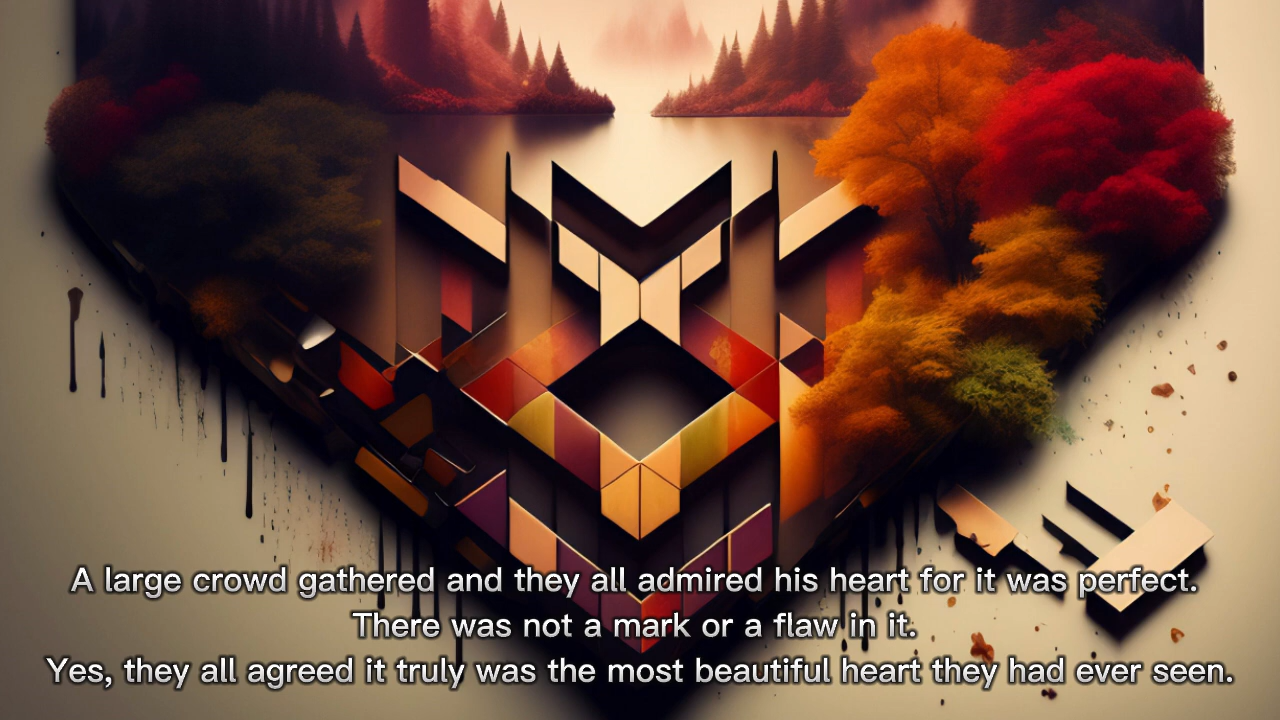 A large crowd gathered and they all admired his heart for it was perfect.
There was not a mark or a flaw in it.
Yes, they all agreed it truly was the most beautiful heart they had ever seen.